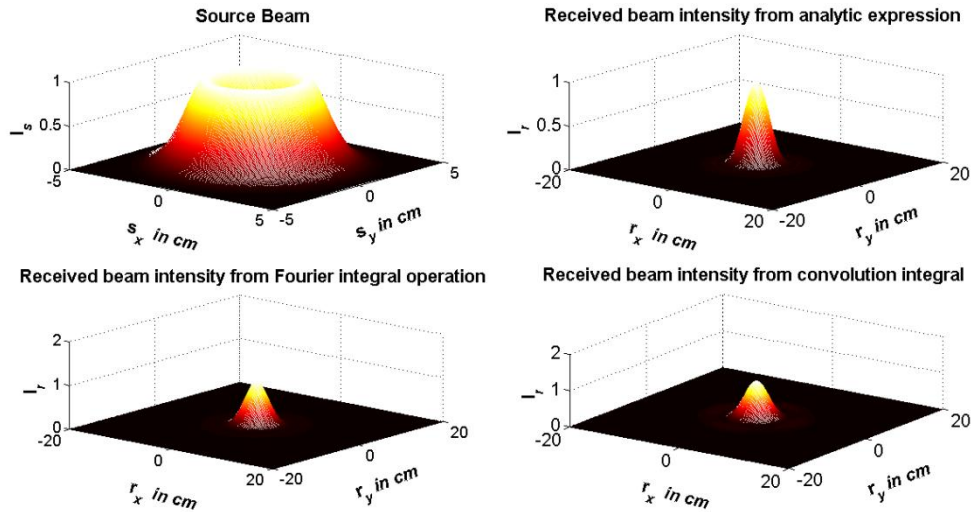 Source Beam
1
0.5
0
I_s
-5
0
5
s_x in cm
-5
0
5
s_y in cm
Received beam intensity from analytic expression
1
0.5
0
I_r
-20
0
20
r_x in cm
-20
0
20
r_y in cm
Received beam intensity from Fourier integral operation
2
1
0
I_r
-20
0
20
r_x in cm
-20
0
20
r_y in cm
Received beam intensity from convolution integral
2
1
0
I_r
-20
0
20
r_x in cm
-20
0
20
r_y in cm